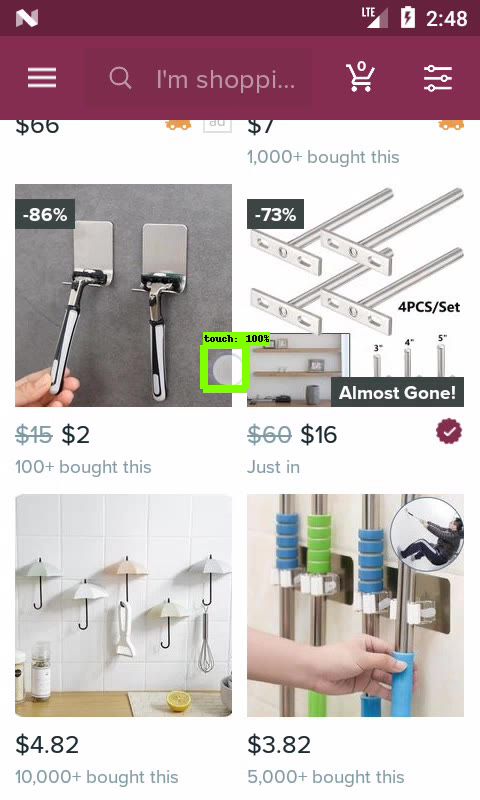 LTE 2:48
0
I'm shoppi...
$66 ad
$7
1,000+ bought this
-86%
-73%
4PCS/Set
touch: 100%
3" 4" 5"
Almost Gone!
$15 $2
$60 $16
100+ bought this
Just in
$4.82
$3.82
10,000+ bought this
5,000+ bought this